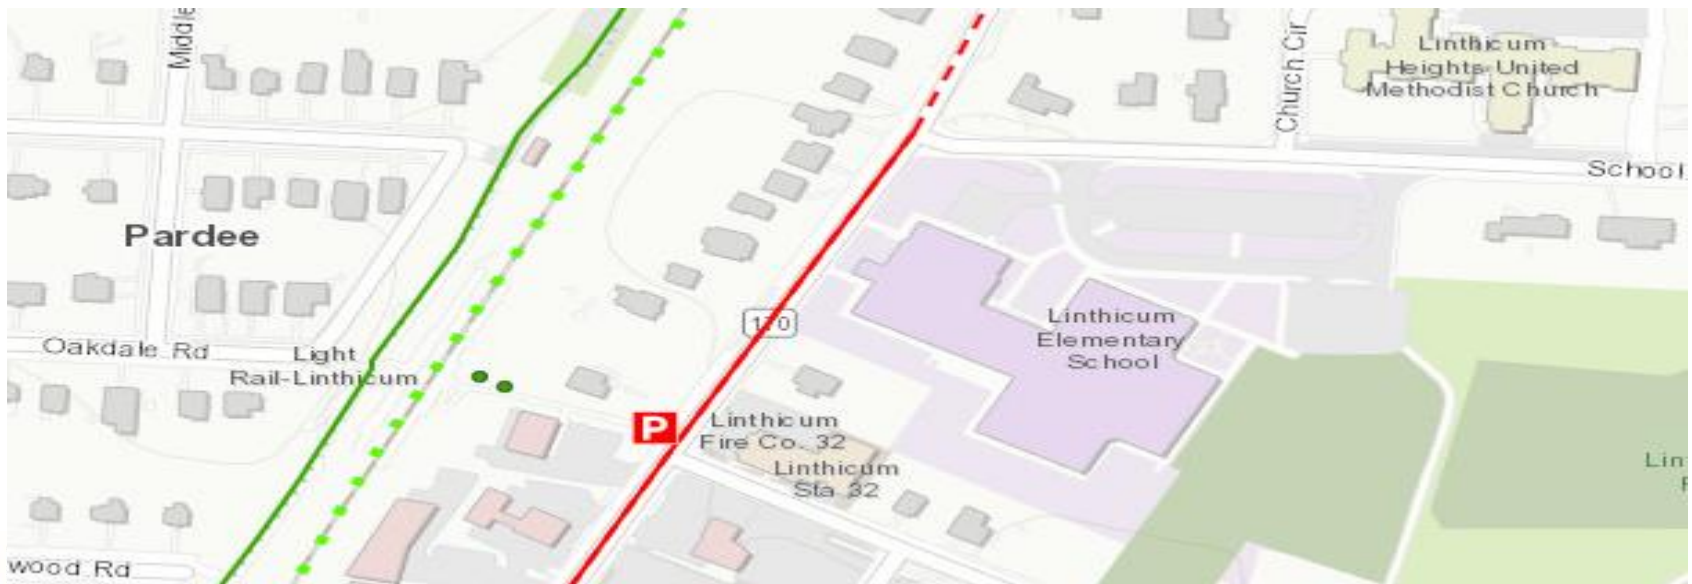 Middle
Linthicum
Heights United
Methodist Church
Church Cir
School
Pardee
170
Linthicum
Elementary
School
Oakdale Rd
Light
Rail-Linthicum
P
Linthicum
Fire Co. 32
Linthicum
Sta 32
Lin
wood Rd